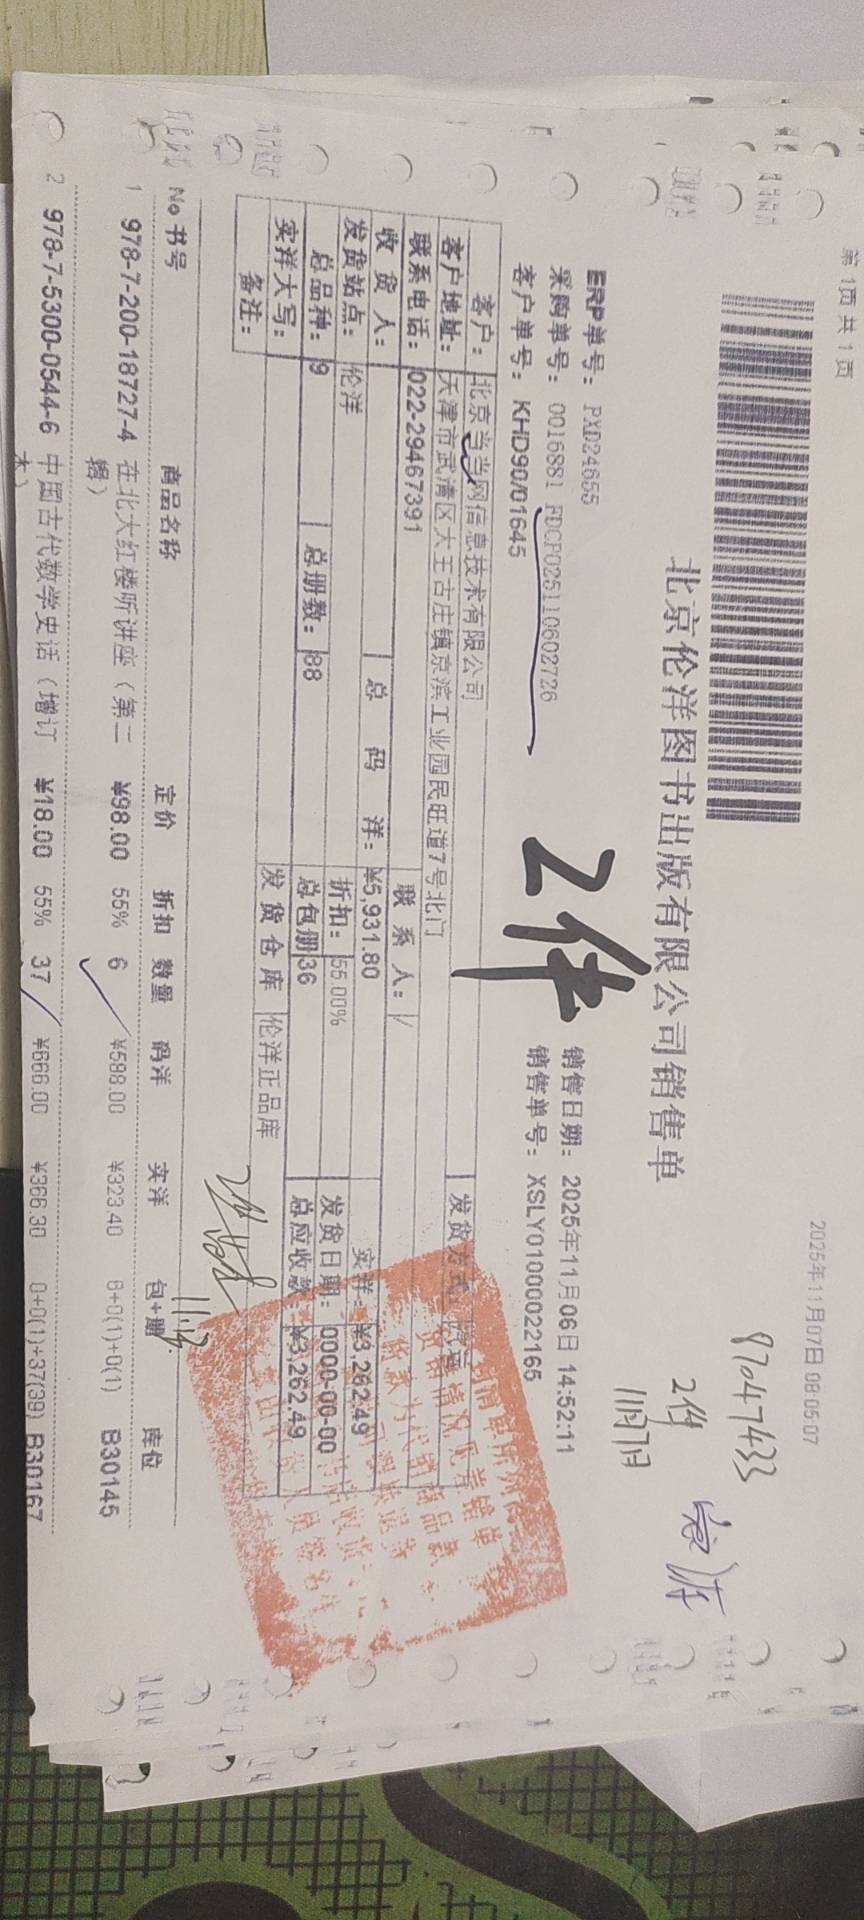 第 1页 共 1 页
2025年11月07日 08:05:07
97047433
2件
11月7日
北京伦洋图书出版有限公司销售单
2件
ERP单号： PXD24655
采购单号： 0016881 PDCP025110602726
销售日期： 2025年11月06日 14:52:11
客户单号： KHD90/01645
销售单号： XSLY01000022165
客户： 北京当当网信息技术有限公司
发货方式
客户地址： 天津市武清区大王古庄镇京滨工业园民旺道7号北门
联系电话： 022-29467391
联 系 人： /
收 货 人：
总 码 洋： ¥5,931.80
实洋： ¥3,262.49
发货站点： 伦洋
折扣： 55.00%
发货日期： 0000-00-00
总品种： 9
总册数： 88
总包册 36
总应收款： ¥3,262.49
实洋大写：
发 货 仓 库 伦洋正品库
备注：
No 书号 商品名称 定价 折扣 数量 码洋 实洋 包+册 库位
1 978-7-200-18727-4 在北大红楼听讲座（第二辑） ¥98.00 55% 6 ¥588.00 ¥323.40 6+0(1)+0(1) B30145
2 978-7-5300-0544-6 中国古代数学史话（增订本） ¥18.00 55% 37 ¥666.00 ¥366.30 0+0(1)+37(38) B30167